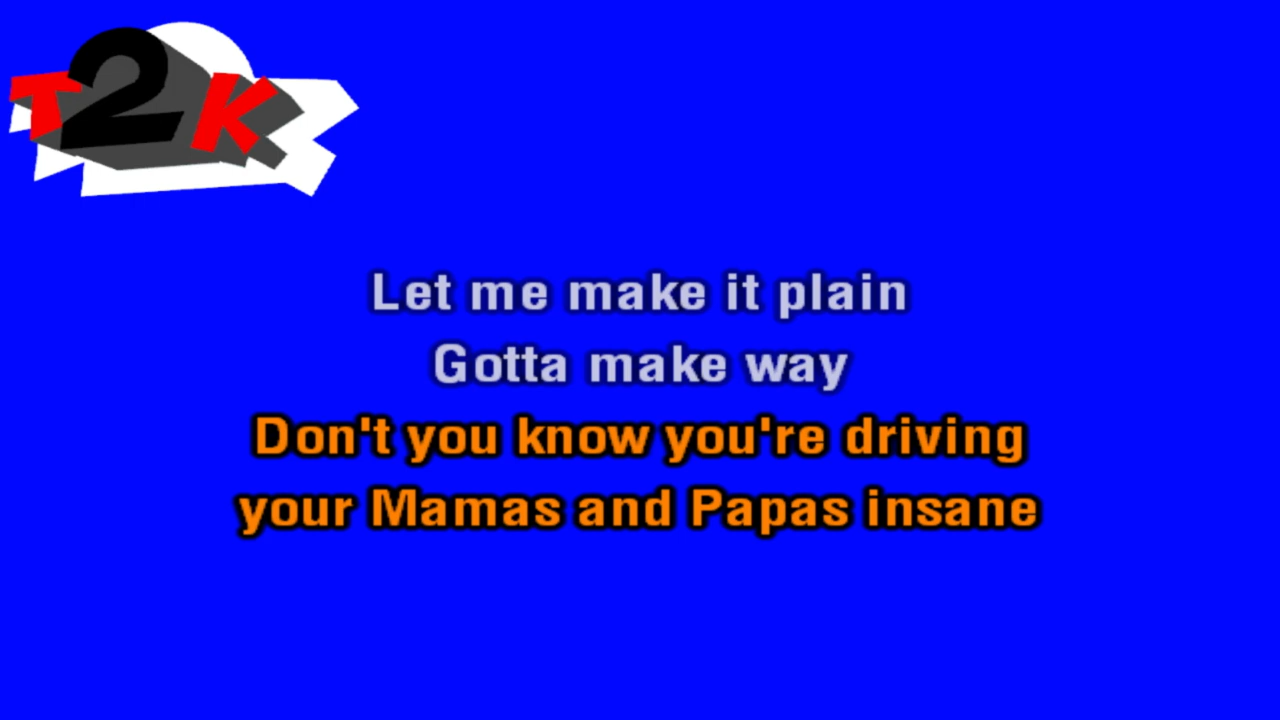 T2K
Let me make it plain
Gotta make way
Don't you know you're driving
your Mamas and Papas insane